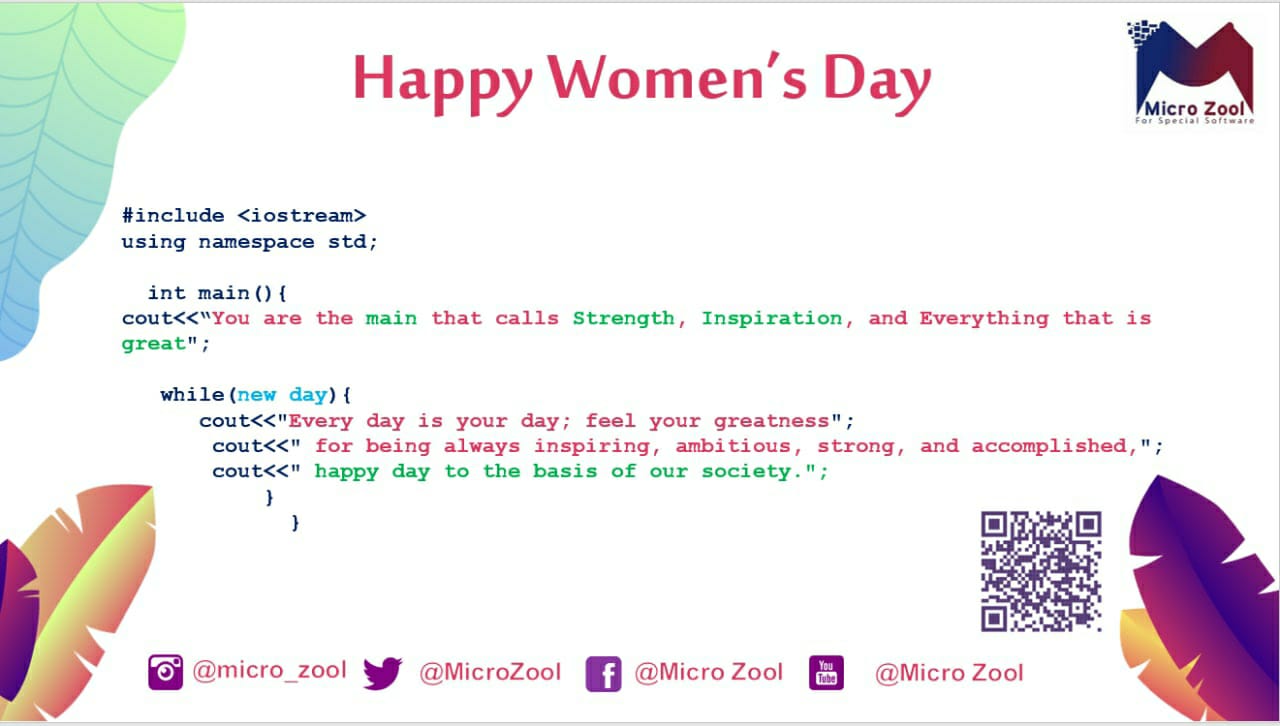 Happy Women’s Day
Micro Zool
For Special Software
#include <iostream>
using namespace std;
int main(){
cout<<“You are the main that calls Strength, Inspiration, and Everything that is
great";
while(new day){
cout<<"Every day is your day; feel your greatness";
cout<<" for being always inspiring, ambitious, strong, and accomplished,";
cout<<" happy day to the basis of our society.";
}
}
@micro_zool
@MicroZool
f
@Micro Zool
You
Tube
@Micro Zool